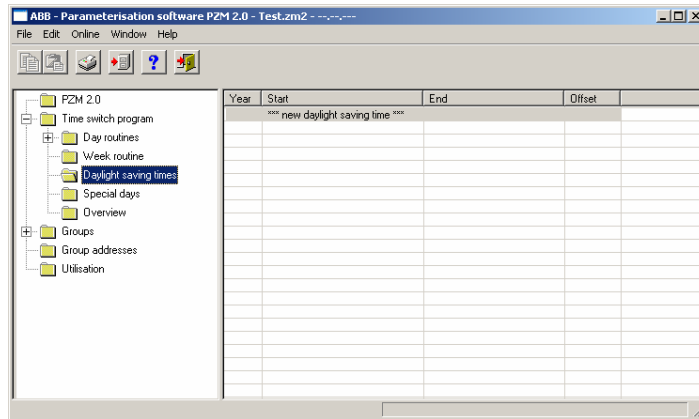 ABB - Parameterisation software PZM 2.0 - Test.zm2 - --.--.----
File Edit Online Window Help
PZM 2.0
Time switch program
Day routines
Week routine
Daylight saving times
Special days
Overview
Groups
Group addresses
Utilisation
Year Start End Offset
*** new daylight saving time ***